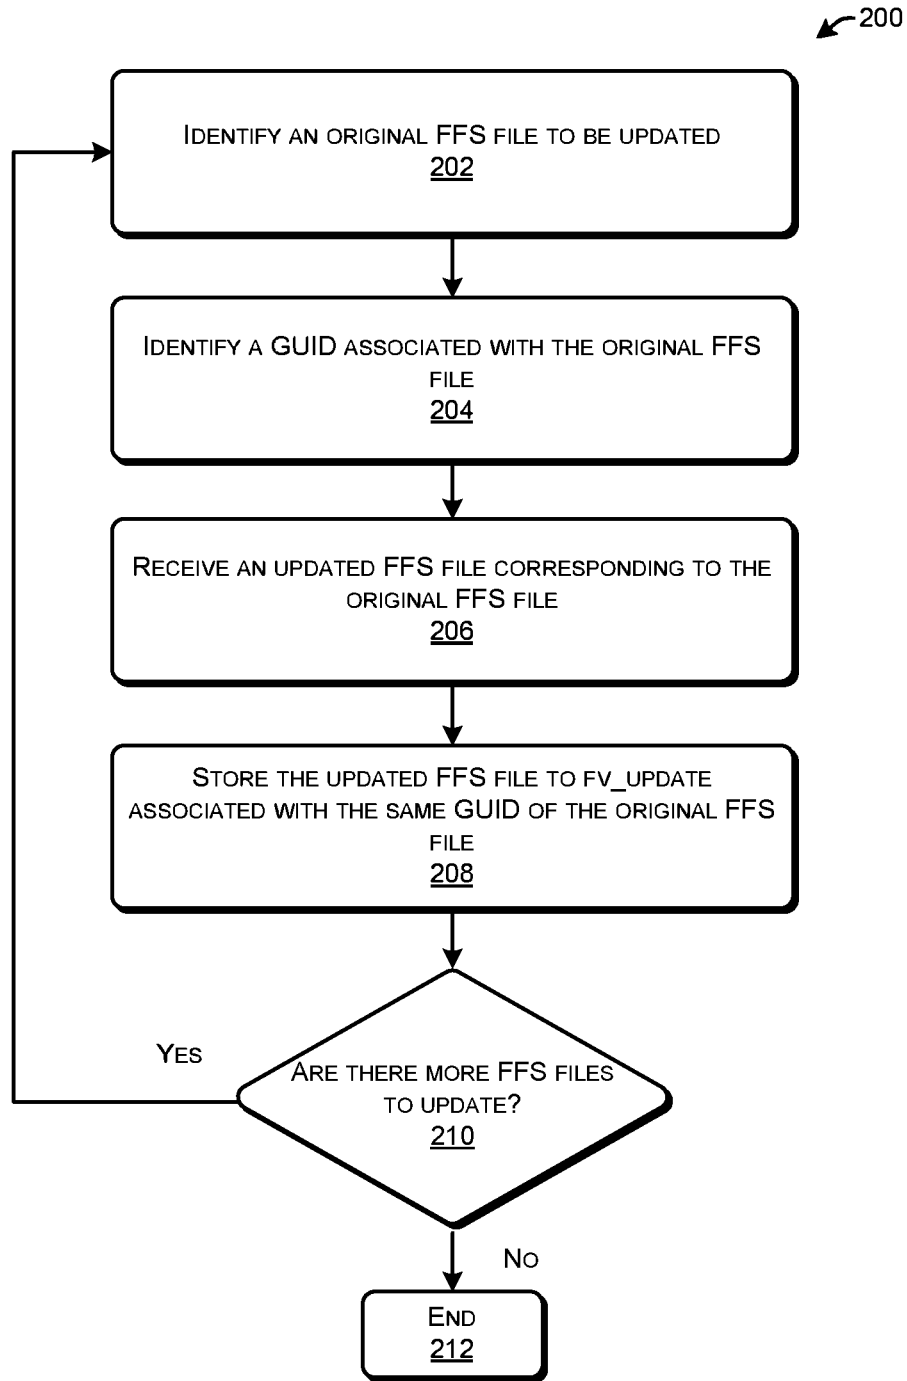 200
IDENTIFY AN ORIGINAL FFS FILE TO BE UPDATED
202
IDENTIFY A GUID ASSOCIATED WITH THE ORIGINAL FFS
FILE
204
RECEIVE AN UPDATED FFS FILE CORRESPONDING TO THE
ORIGINAL FFS FILE
206
STORE THE UPDATED FFS FILE TO FV_UPDATE
ASSOCIATED WITH THE SAME GUID OF THE ORIGINAL FFS
FILE
208
YES
ARE THERE MORE FFS FILES
TO UPDATE?
210
NO
END
212